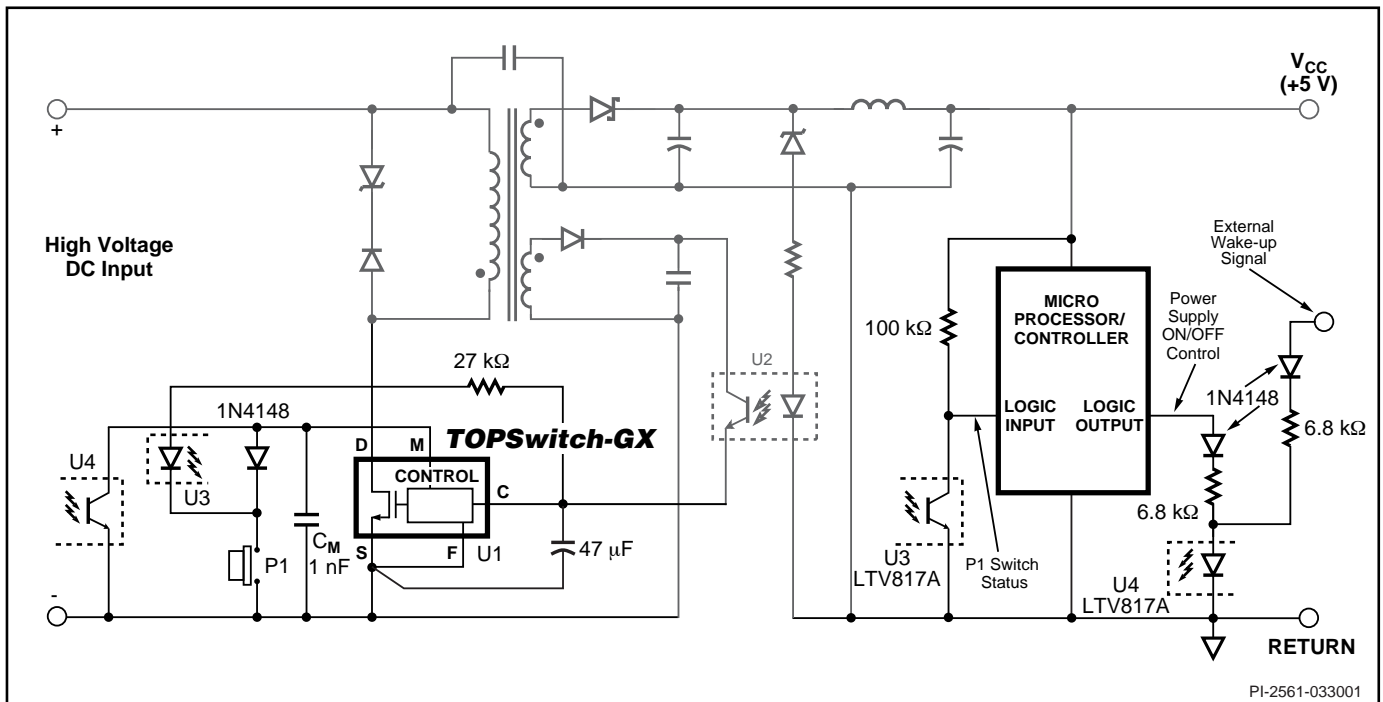 V_CC
(+5 V)
+
High Voltage
DC Input
External
Wake-up
Signal
MICRO
PROCESSOR/
CONTROLLER
Power
Supply
ON/OFF
Control
100 kΩ
27 kΩ
U2
1N4148
1N4148
LOGIC
INPUT
LOGIC
OUTPUT
6.8 kΩ
TOPSwitch-GX
D
M
CONTROL
C
U4
U3
6.8 kΩ
C_M
1 nF
P1
S
F
U1
47 µF
U3
LTV817A
P1 Switch
Status
U4
LTV817A
-
RETURN
PI-2561-033001